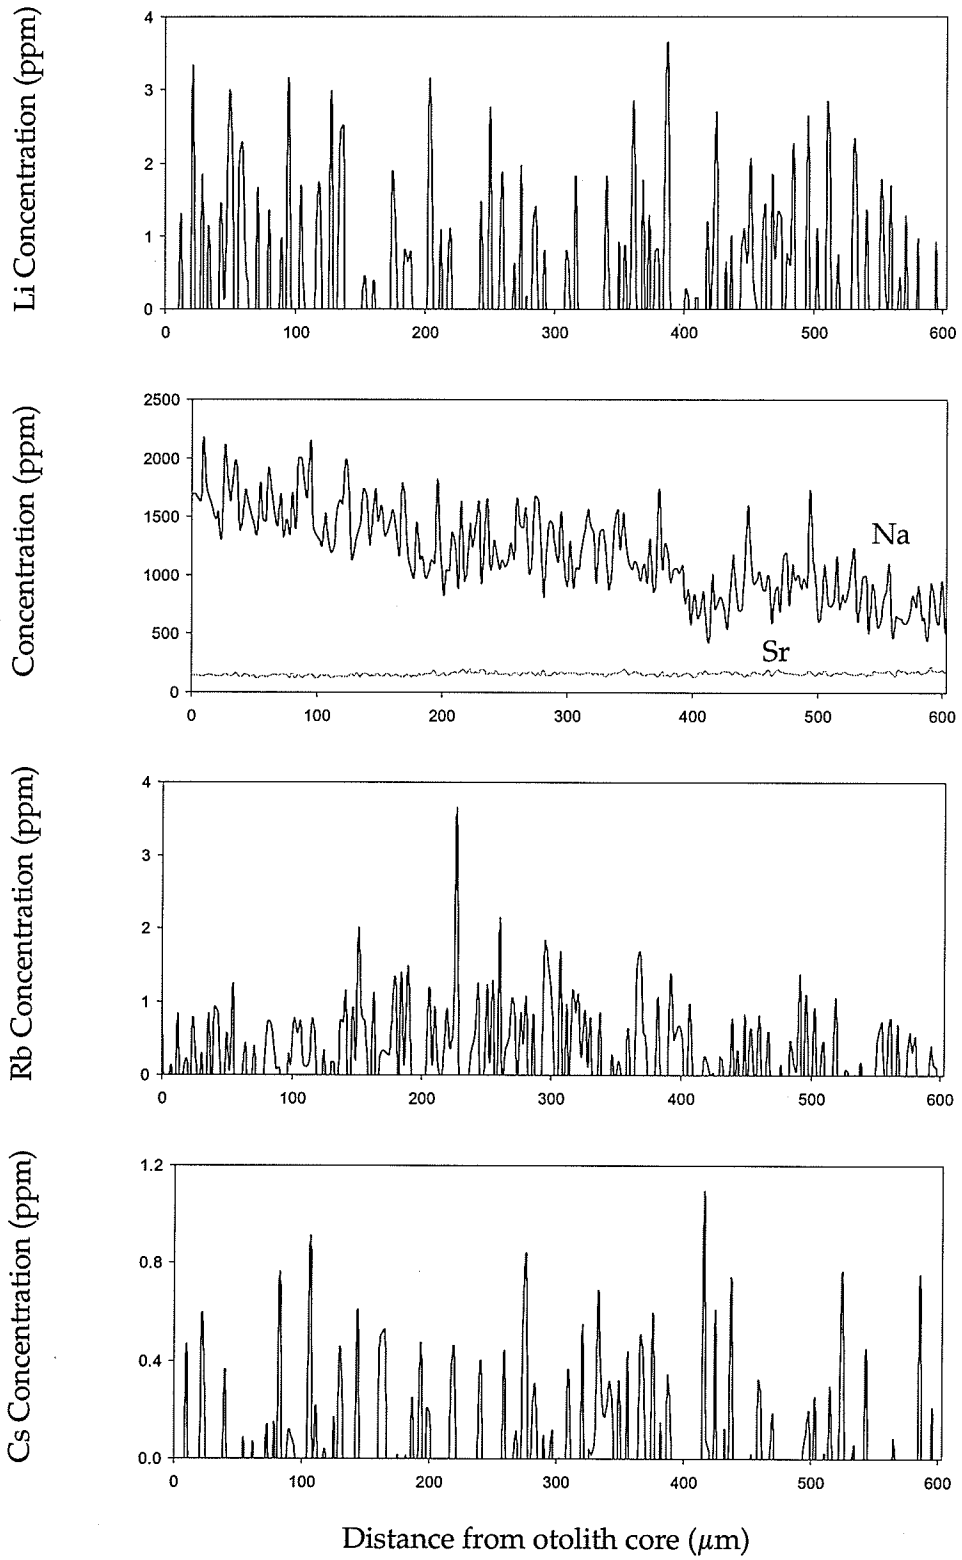 Li Concentration (ppm)
4
3
2
1
0
0 100 200 300 400 500 600
Concentration (ppm)
2500
2000
1500
1000
500
0
Na
Sr
0 100 200 300 400 500 600
Rb Concentration (ppm)
4
3
2
1
0
0 100 200 300 400 500 600
Cs Concentration (ppm)
1.2
0.8
0.4
0.0
0 100 200 300 400 500 600
Distance from otolith core (μm)